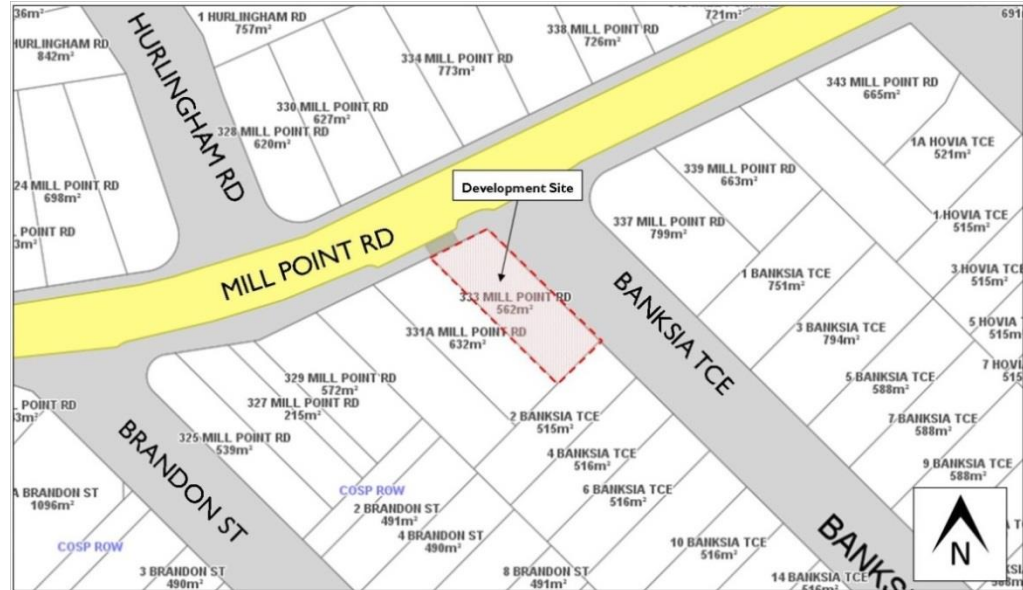 36m²
1 HURLINGHAM RD
757m²
HURLINGHAM RD
842m²
HURLINGHAM RD
334 MILL POINT RD
773m²
338 MILL POINT RD
726m²
721m²
691
330 MILL POINT RD
627m²
328 MILL POINT RD
620m²
343 MILL POINT RD
665m²
1A HOVIA TCE
521m²
24 MILL POINT RD
698m²
339 MILL POINT RD
663m²
Development Site
POINT RD
3m²
MILL POINT RD
337 MILL POINT RD
799m²
1 HOVIA TCE
515m²
333 MILL POINT RD
562m²
331A MILL POINT RD
632m²
BANKSIA TCE
1 BANKSIA TCE
751m²
3 HOVIA TCE
515m²
3 BANKSIA TCE
794m²
5 HOVIA
515m
329 MILL POINT RD
572m²
327 MILL POINT RD
215m²
5 BANKSIA TCE
588m²
7 HOVI
515
POINT RD
3m²
325 MILL POINT RD
539m²
2 BANKSIA TCE
515m²
7 BANKSIA TCE
588m²
BRANDON ST
4 BANKSIA TCE
516m²
9 BANKSIA TCE
588m²
A BRANDON ST
1096m²
COSP ROW
2 BRANDON ST
491m²
6 BANKSIA TCE
516m²
COSP ROW
4 BRANDON ST
490m²
10 BANKSIA TCE
516m²
BANKS
N
3 BRANDON ST
490m²
8 BRANDON ST
491m²
14 BANKSIA TC
516m²